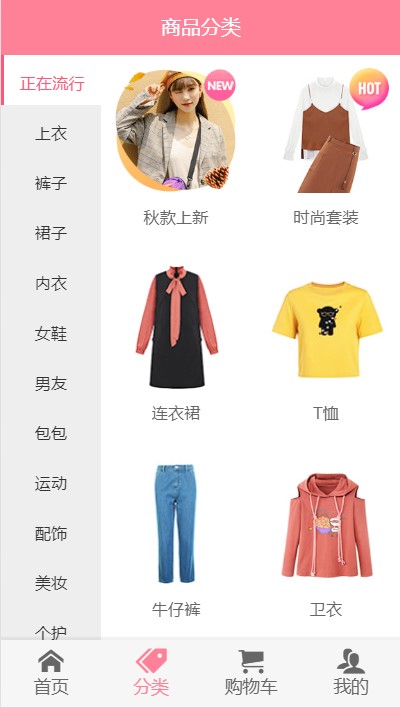 商品分类
正在流行
上衣
裤子
裙子
内衣
女鞋
男友
包包
运动
配饰
美妆
个护
NEW
HOT
秋款上新
时尚套装
连衣裙
T恤
牛仔裤
卫衣
首页
分类
购物车
我的